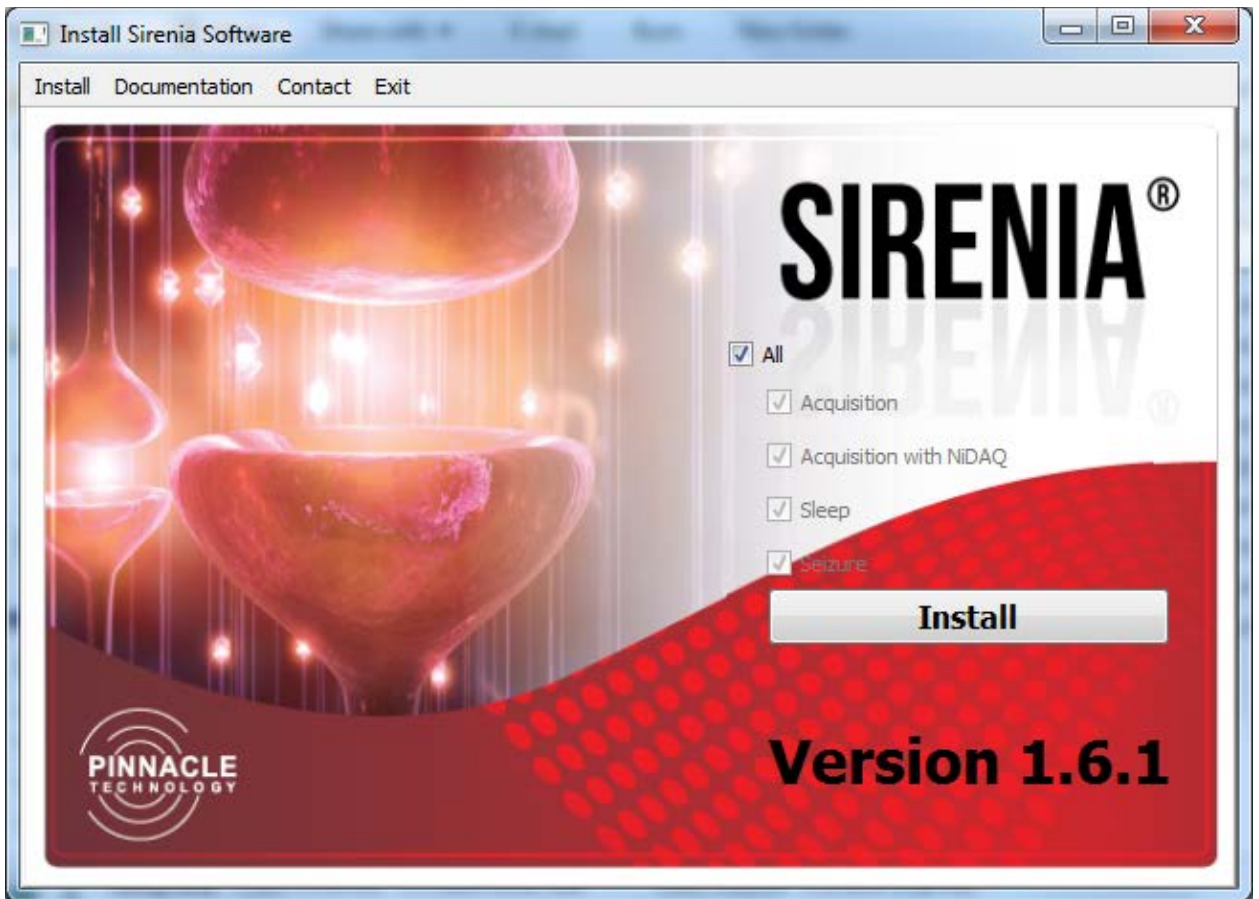 Install Sirenia Software
Install Documentation Contact Exit
SIRENIA®
All
Acquisition
Acquisition with NiDAQ
Sleep
Seizure
Install
PINNACLE
TECHNOLOGY
Version 1.6.1